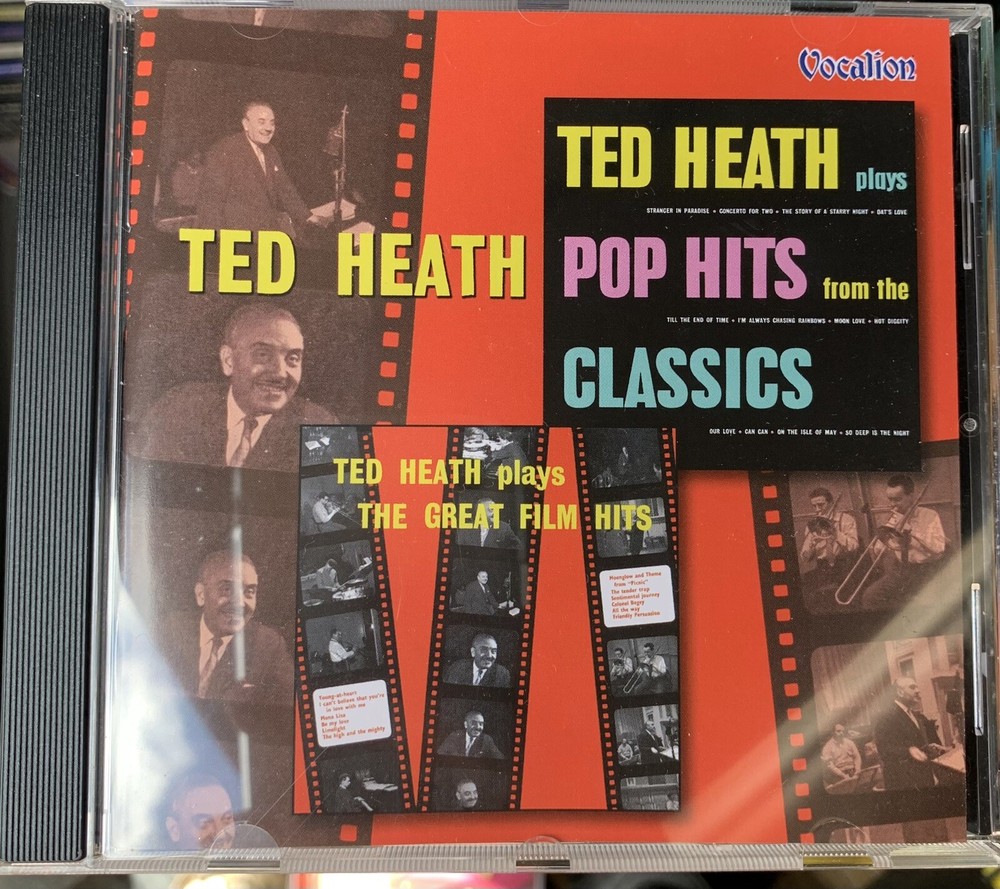 Vocalion
TED HEATH plays
STRANGER IN PARADISE • CONCERTO FOR TWO • THE STORY OF A STARRY NIGHT • DAT'S LOVE
TED HEATH
POP HITS from the
TILL THE END OF TIME • I'M ALWAYS CHASING RAINBOWS • MOON LOVE • HOT DIGGITY
CLASSICS
OUR LOVE • CAN CAN • ON THE ISLE OF MAY • SO DEEP IS THE NIGHT
TED HEATH plays
THE GREAT FILM HITS
Moonglow and Theme
from "Picnic"
The tender trap
Sentimental journey
Colonel Bogey
All the way
Friendly Persuasion
Young-at-heart
I can't believe that you're
in love with me
Mona Lisa
Be my love
Limelight
The high and the mighty